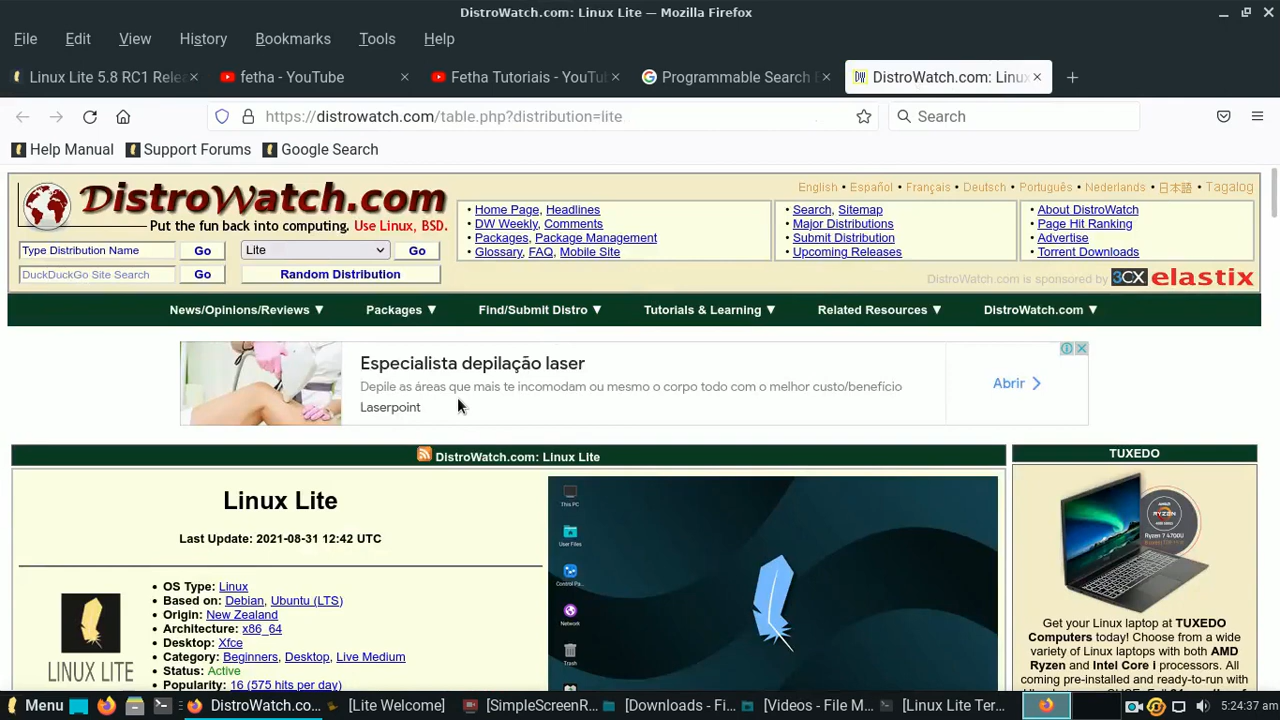 DistroWatch.com: Linux Lite — Mozilla Firefox
File Edit View History Bookmarks Tools Help
Linux Lite 5.8 RC1 Rele × fetha - YouTube × Fetha Tutoriais - YouTu × Programmable Search E × DistroWatch.com: Linu × +
https://distrowatch.com/table.php?distribution=lite Search
Help Manual Support Forums Google Search
DistroWatch.com
Put the fun back into computing. Use Linux, BSD.
English • Español • Français • Deutsch • Português • Nederlands • 日本語 • Tagalog
• Home Page, Headlines
• DW Weekly, Comments
• Packages, Package Management
• Glossary, FAQ, Mobile Site
• Search, Sitemap
• Major Distributions
• Submit Distribution
• Upcoming Releases
• About DistroWatch
• Page Hit Ranking
• Advertise
• Torrent Downloads
Type Distribution Name Go Lite Go
DuckDuckGo Site Search Go Random Distribution
DistroWatch.com is sponsored by 3CX elastix
News/Opinions/Reviews ▼ Packages ▼ Find/Submit Distro ▼ Tutorials & Learning ▼ Related Resources ▼ DistroWatch.com ▼
Especialista depilação laser
Depile as áreas que mais te incomodam ou mesmo o corpo todo com o melhor custo/benefício
Laserpoint
Abrir
DistroWatch.com: Linux Lite
Linux Lite
Last Update: 2021-08-31 12:42 UTC
LINUX LITE
• OS Type: Linux
• Based on: Debian, Ubuntu (LTS)
• Origin: New Zealand
• Architecture: x86_64
• Desktop: Xfce
• Category: Beginners, Desktop, Live Medium
• Status: Active
• Popularity: 16 (575 hits per day)
This PC
User Files
Control Pa...
Network
Trash
TUXEDO
RYZEN
Ryzen 7 4700U
Get your Linux laptop at TUXEDO
Computers today! Choose from a wide
variety of Linux laptops with both AMD
Ryzen and Intel Core i processors. All
coming pre-installed and ready-to-run with
Menu DistroWatch.co... [Lite Welcome] [SimpleScreenR... [Downloads - Fi... [Videos - File M... [Linux Lite Ter... 5:24:37 am